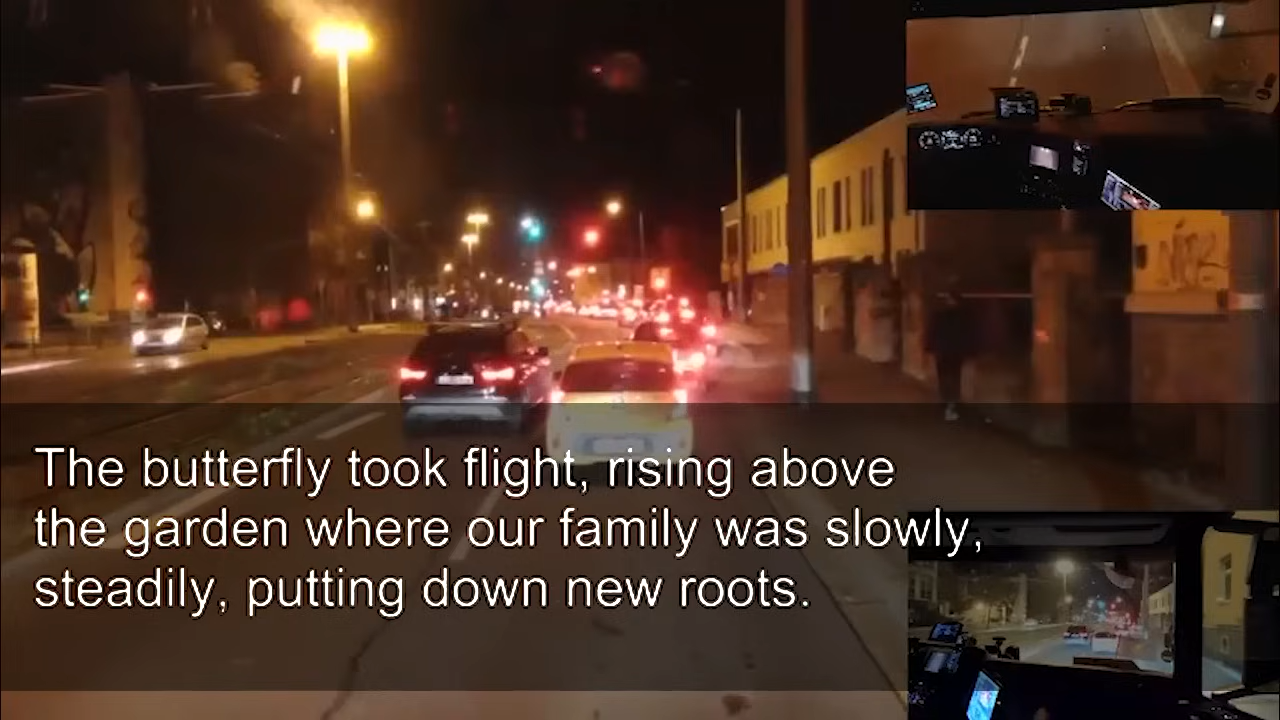 The butterfly took flight, rising above
the garden where our family was slowly,
steadily, putting down new roots.